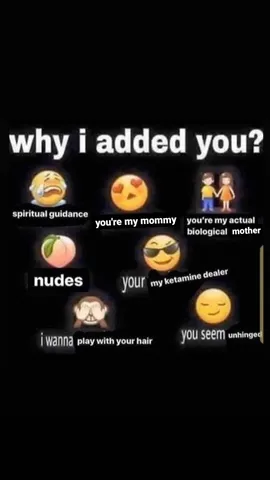 why i added you?
spiritual guidance
you're my mommy
you're my actual
biological mother
nudes
your my ketamine dealer
i wanna play with your hair
you seem unhinged